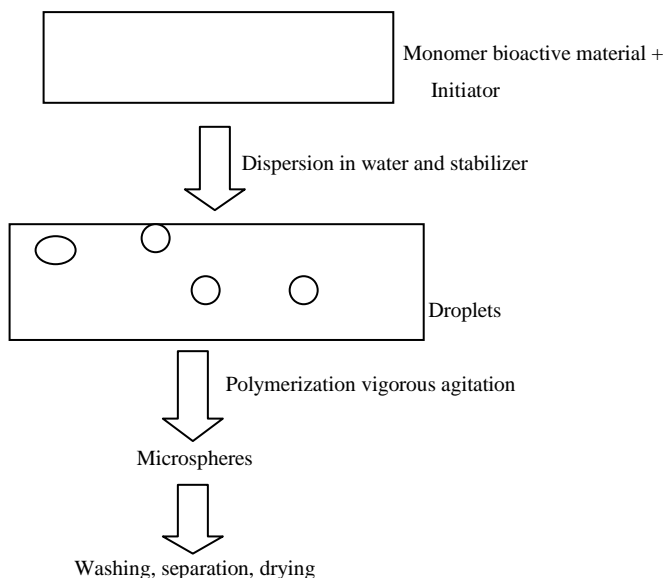 Monomer bioactive material +
Initiator
Dispersion in water and stabilizer
Droplets
Polymerization vigorous agitation
Microspheres
Washing, separation, drying